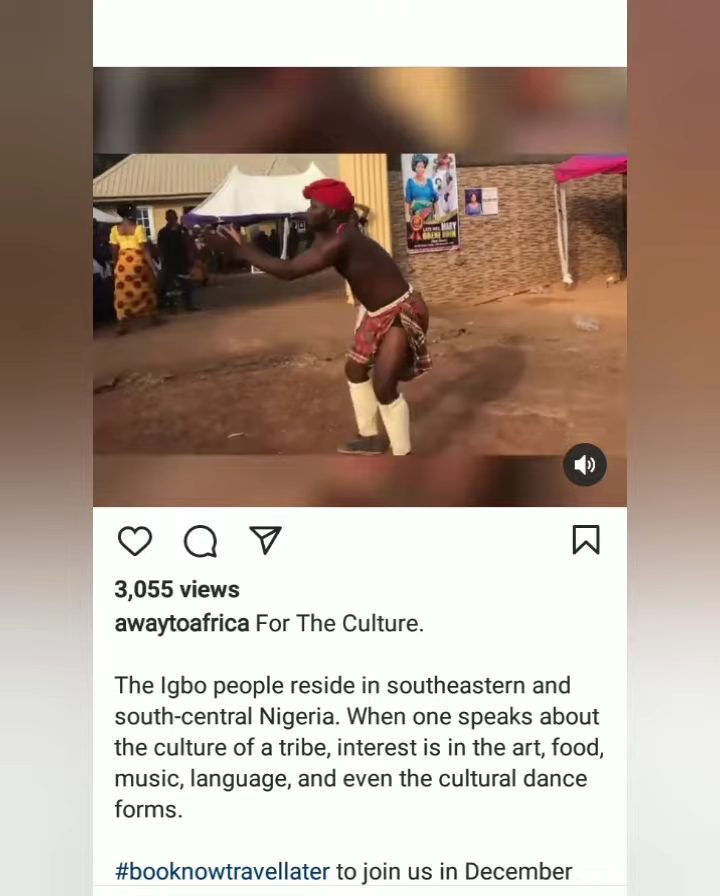 3,055 views
awaytoafrica For The Culture.
The Igbo people reside in southeastern and
south-central Nigeria. When one speaks about
the culture of a tribe, interest is in the art, food,
music, language, and even the cultural dance
forms.
#booknowtravellater to join us in December